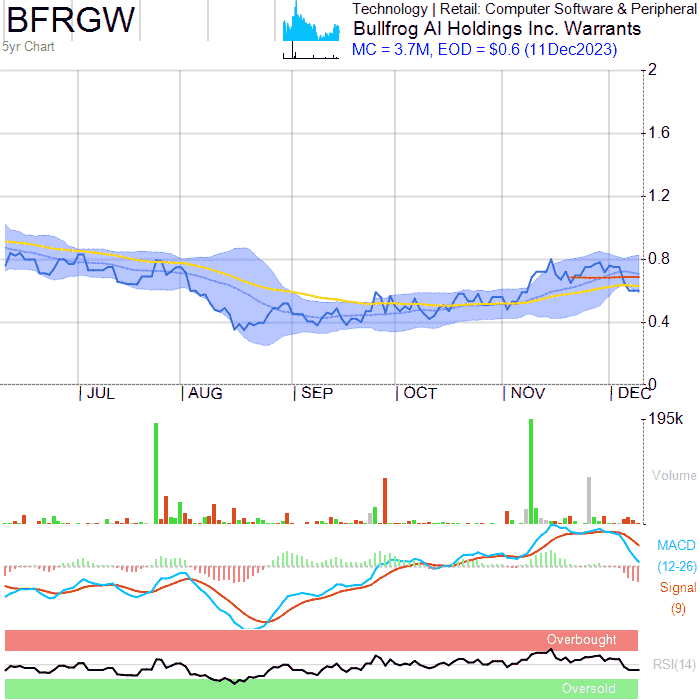 BFRGW
5yr Chart
Technology | Retail: Computer Software & Peripheral
Bullfrog AI Holdings Inc. Warrants
MC = 3.7M, EOD = $0.6 (11Dec2023)
2
1.6
1.2
0.8
0.4
0
JUL
AUG
SEP
OCT
NOV
DEC
195k
Volume
MACD
(12-26)
Signal
(9)
Overbought
RSI(14)
Oversold